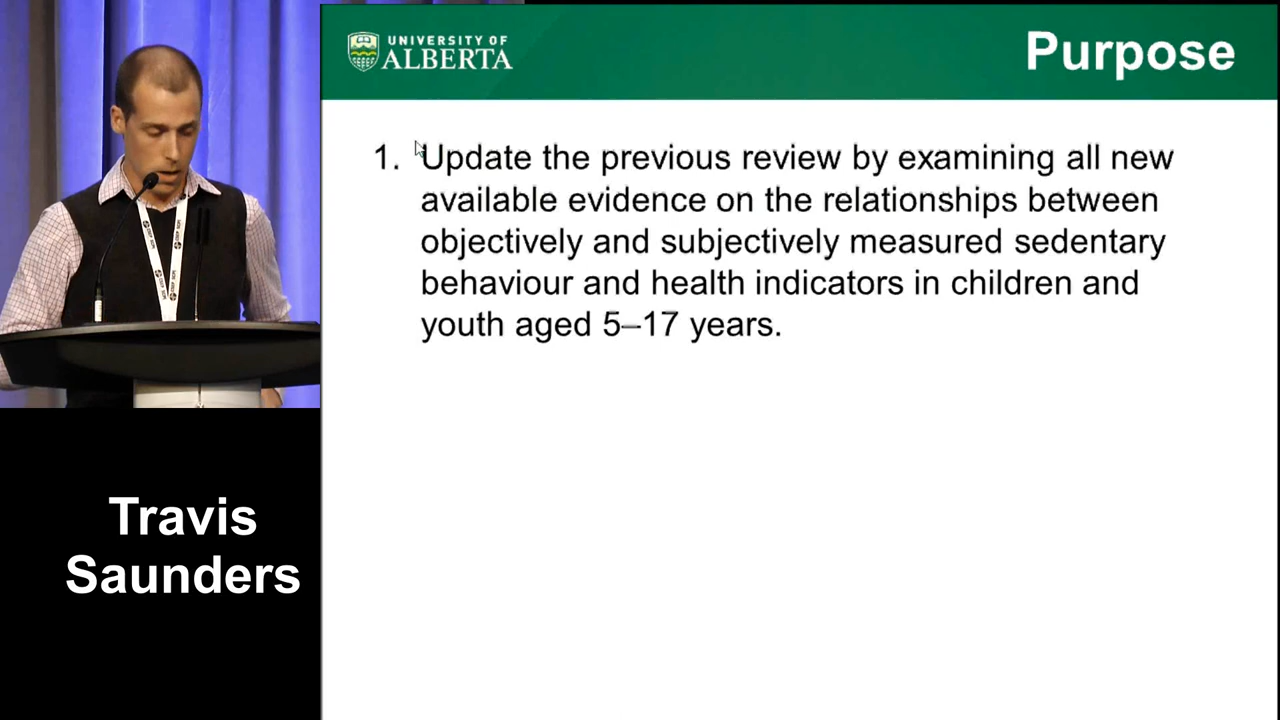 UNIVERSITY OF
ALBERTA
Purpose
1. Update the previous review by examining all new
available evidence on the relationships between
objectively and subjectively measured sedentary
behaviour and health indicators in children and
youth aged 5–17 years.
Travis
Saunders